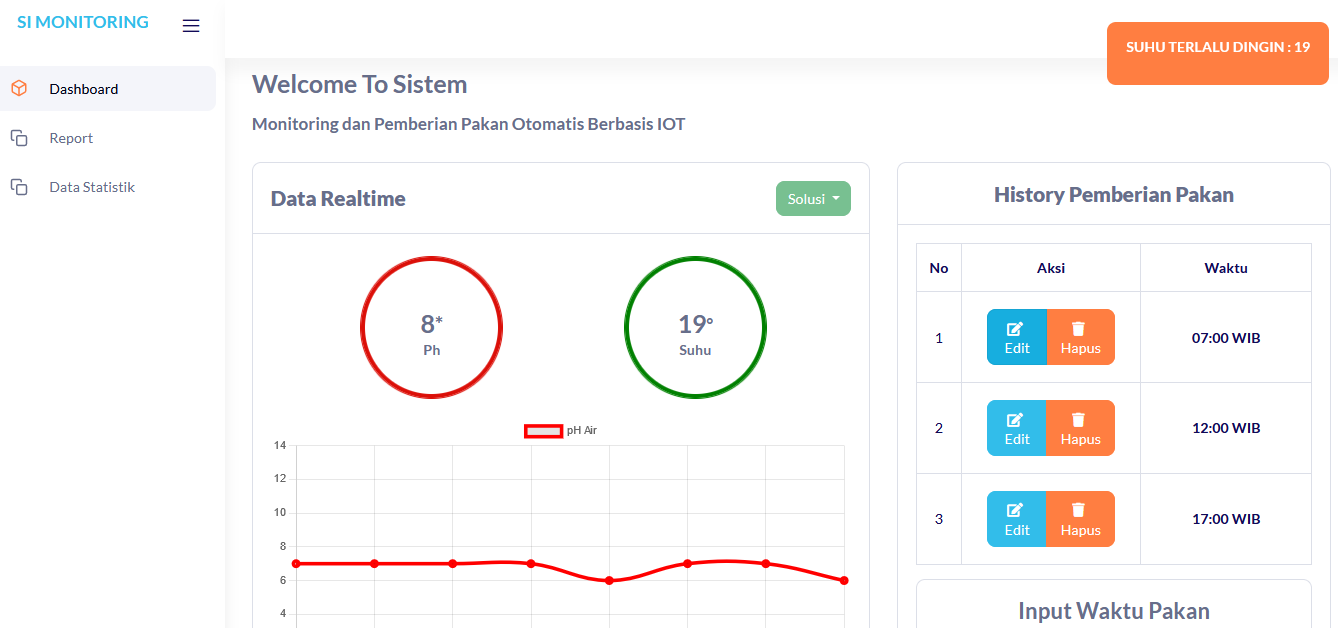 SI MONITORING
SUHU TERLALU DINGIN : 19
Dashboard
Report
Data Statistik
Welcome To Sistem
Monitoring dan Pemberian Pakan Otomatis Berbasis IOT
Data Realtime
Solusi
8*
Ph
19°
Suhu
pH Air
14
12
10
8
6
4
History Pemberian Pakan
No Aksi Waktu
1 Edit Hapus 07:00 WIB
2 Edit Hapus 12:00 WIB
3 Edit Hapus 17:00 WIB
Input Waktu Pakan